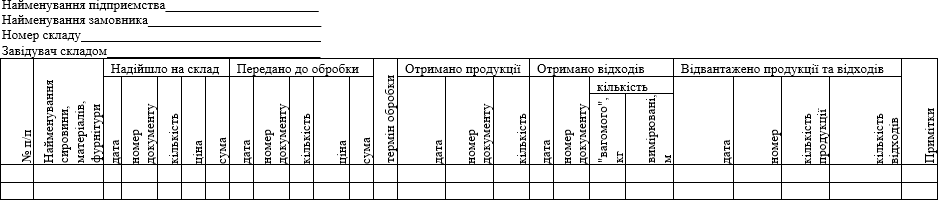 Найменування підприємства
Найменування замовника
Номер складу
Завідувач складом
№ п/п
Найменування
сировини,
матеріалів,
фурнітури
Надійшло на склад
дата
номер
документу
кількість
ціна
сума
Передано до обробки
дата
номер
документу
кількість
ціна
сума
термін обробки
Отримано продукції
дата
номер
документу
кількість
Отримано відходів
дата
номер
документу
кількість
"вагомого",
кг
вимірювані,
м
Відвантажено продукції та відходів
дата
номер
кількість
продукції
кількість
відходів
Примітки